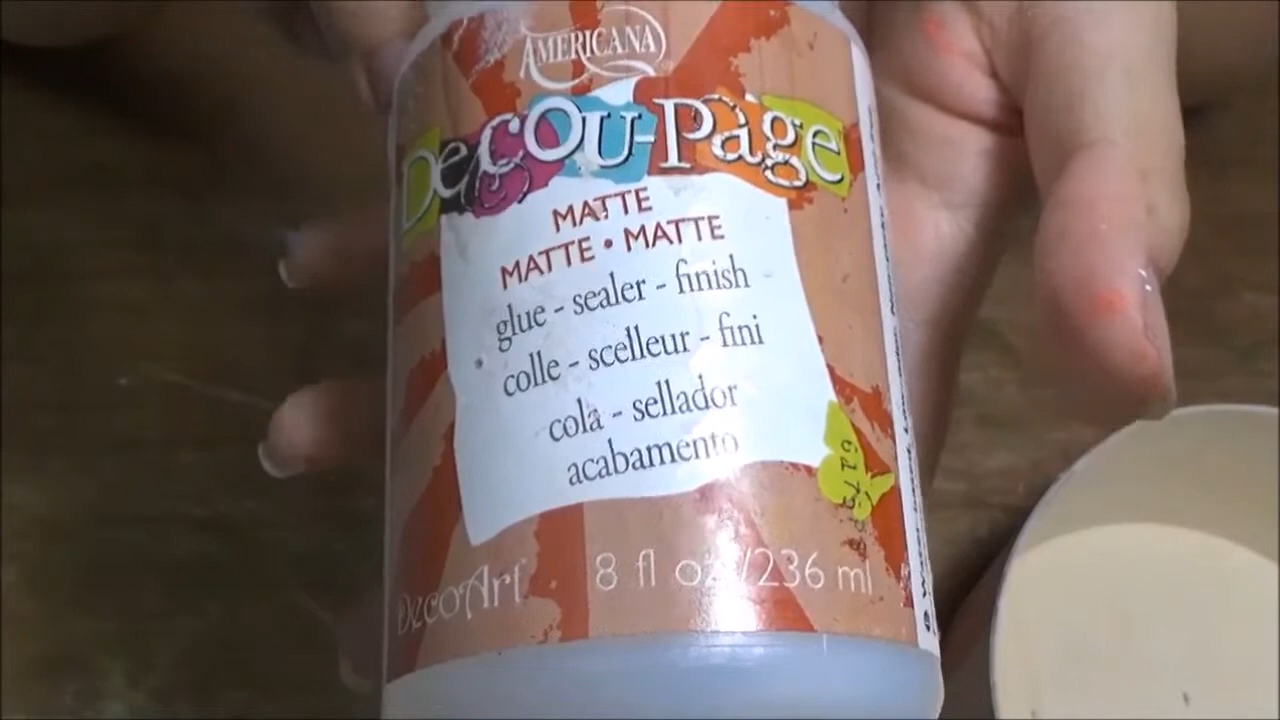 AMERICANA
Decou-Page
MATTE
MATTE • MATTE
glue - sealer - finish
colle - scelleur - fini
cola - sellador
acabamento
DecoArt
8 fl oz/236 ml